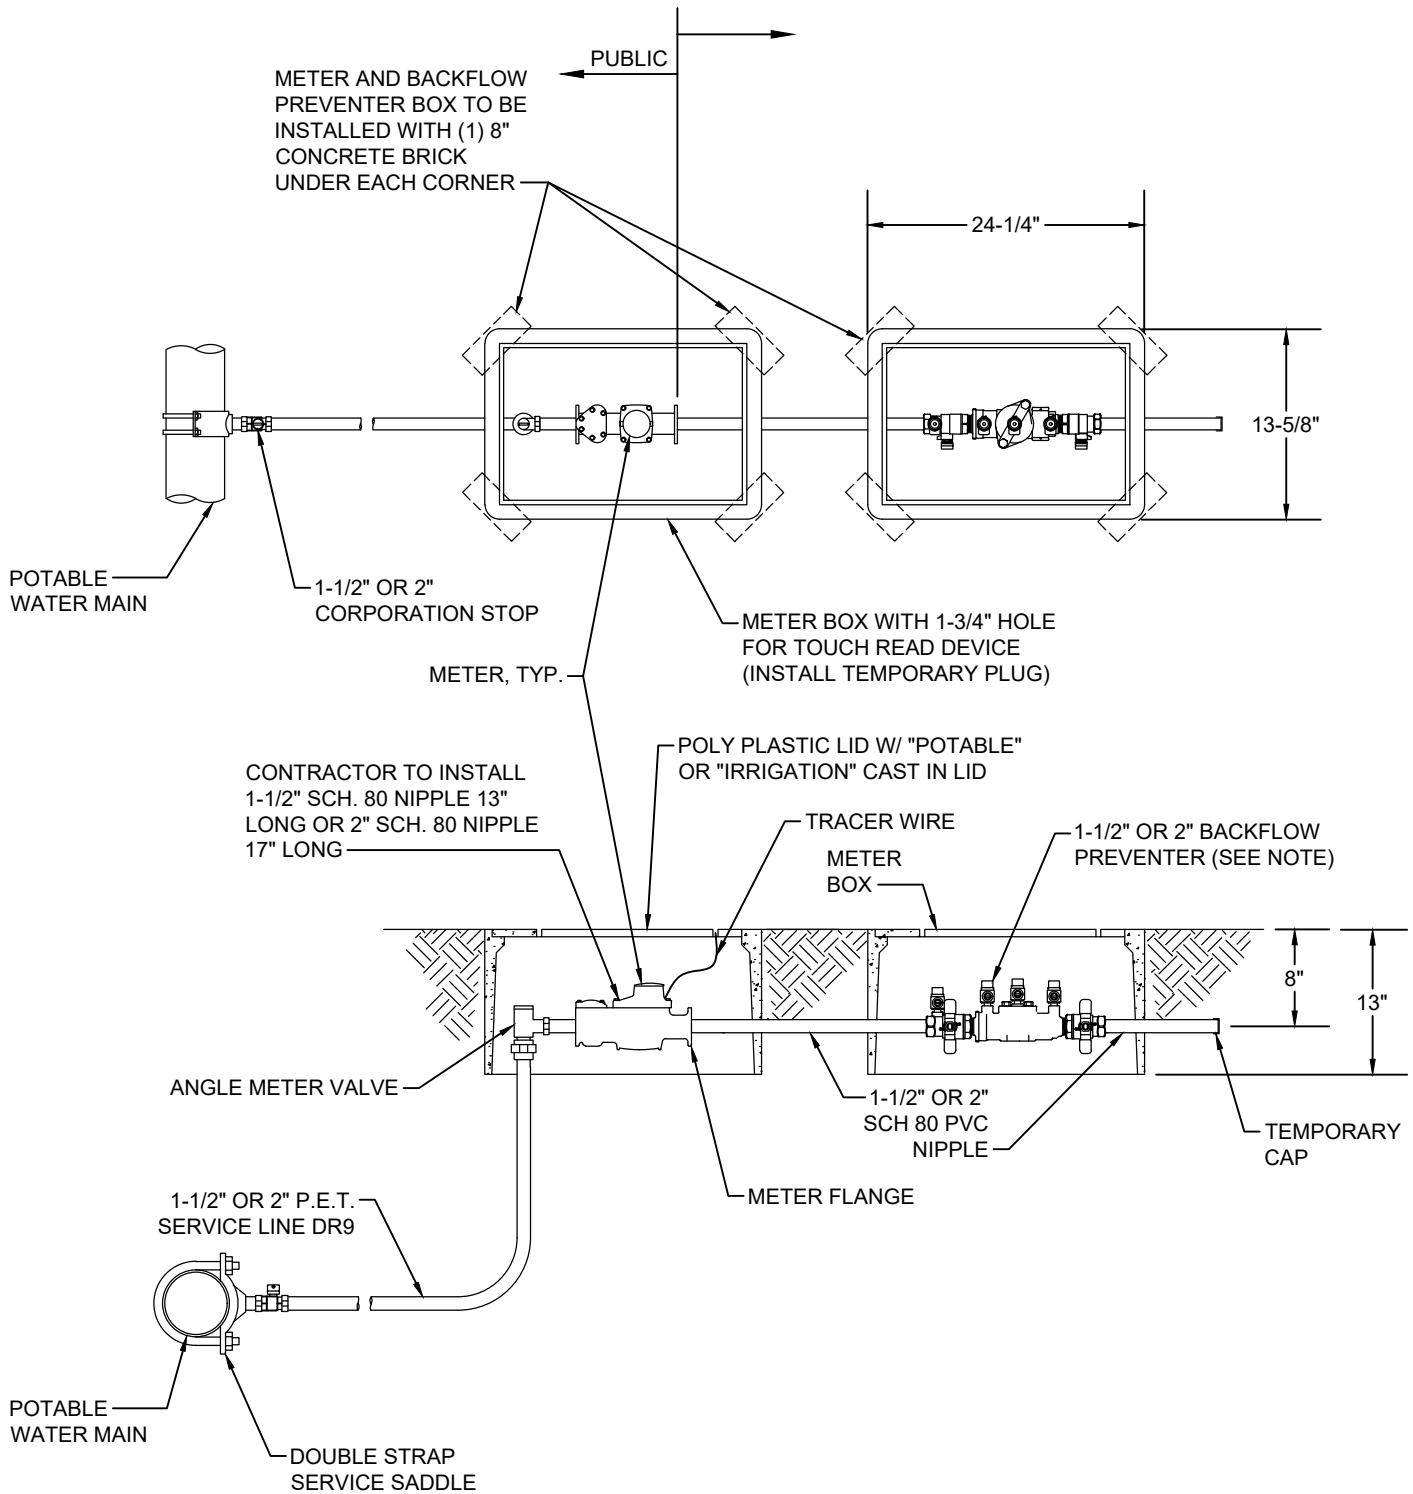 PUBLIC
METER AND BACKFLOW
PREVENTER BOX TO BE
INSTALLED WITH (1) 8"
CONCRETE BRICK
UNDER EACH CORNER
24-1/4"
13-5/8"
POTABLE
WATER MAIN
1-1/2" OR 2"
CORPORATION STOP
METER BOX WITH 1-3/4" HOLE
FOR TOUCH READ DEVICE
(INSTALL TEMPORARY PLUG)
METER, TYP.
POLY PLASTIC LID W/ "POTABLE"
OR "IRRIGATION" CAST IN LID
CONTRACTOR TO INSTALL
1-1/2" SCH. 80 NIPPLE 13"
LONG OR 2" SCH. 80 NIPPLE
17" LONG
TRACER WIRE
METER
BOX
1-1/2" OR 2" BACKFLOW
PREVENTER (SEE NOTE)
8"
13"
ANGLE METER VALVE
1-1/2" OR 2"
SCH 80 PVC
NIPPLE
TEMPORARY
CAP
METER FLANGE
1-1/2" OR 2" P.E.T.
SERVICE LINE DR9
POTABLE
WATER MAIN
DOUBLE STRAP
SERVICE SADDLE